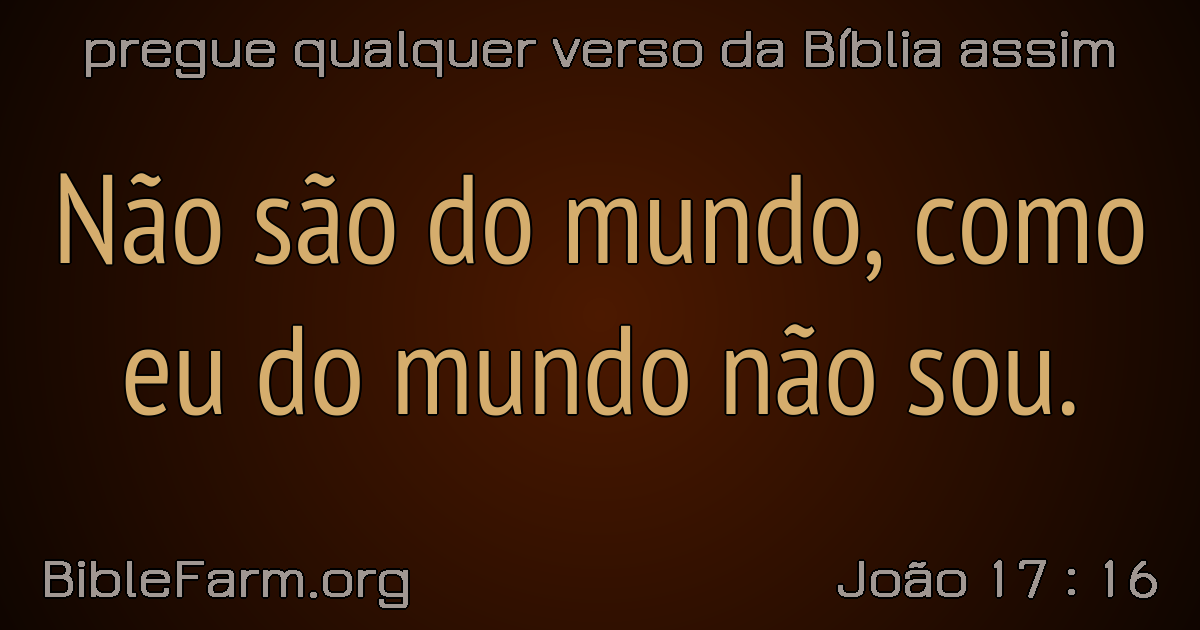 pregue qualquer verso da Bíblia assim
Não são do mundo, como
eu do mundo não sou.
BibleFarm.org
João 17 : 16